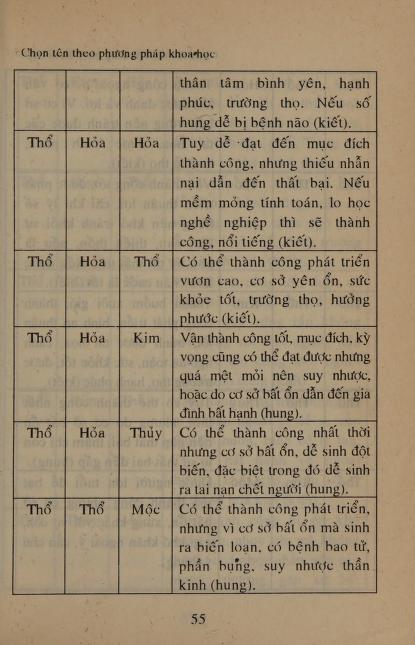 Chọn tên theo phương pháp khoa học
thân tâm bình yên, hạnh
phúc, trường thọ. Nếu số
hung dễ bị bệnh não (kiết).
Thổ Hỏa Hỏa Tuy dễ đạt đến mục đích
thành công, nhưng thiếu nhẫn
nại dẫn đến thất bại. Nếu
mềm mỏng tính toán, lo học
nghề nghiệp thì sẽ thành
công, nổi tiếng (kiết).
Thổ Hỏa Thổ Có thể thành công phát triển
vươn cao, cơ sở yên ổn, sức
khỏe tốt, trường thọ, hưởng
phước (kiết).
Thổ Hỏa Kim Vận thành công tốt, mục đích, kỳ
vọng cũng có thể đạt được nhưng
quá mệt mỏi nên suy nhược,
hoặc do cơ sở bất ổn dẫn đến gia
đình bất hạnh (hung).
Thổ Hỏa Thủy Có thể thành công nhất thời
nhưng cơ sở bất ổn, dễ sinh đột
biến, đặc biệt trong đó dễ sinh
ra tai nạn chết người (hung).
Thổ Thổ Mộc Có thể thành công phát triển,
nhưng vì cơ sở bất ổn mà sinh
ra biến loạn, có bệnh bao tử,
phần bụng, suy nhược thần
kinh (hung).
55